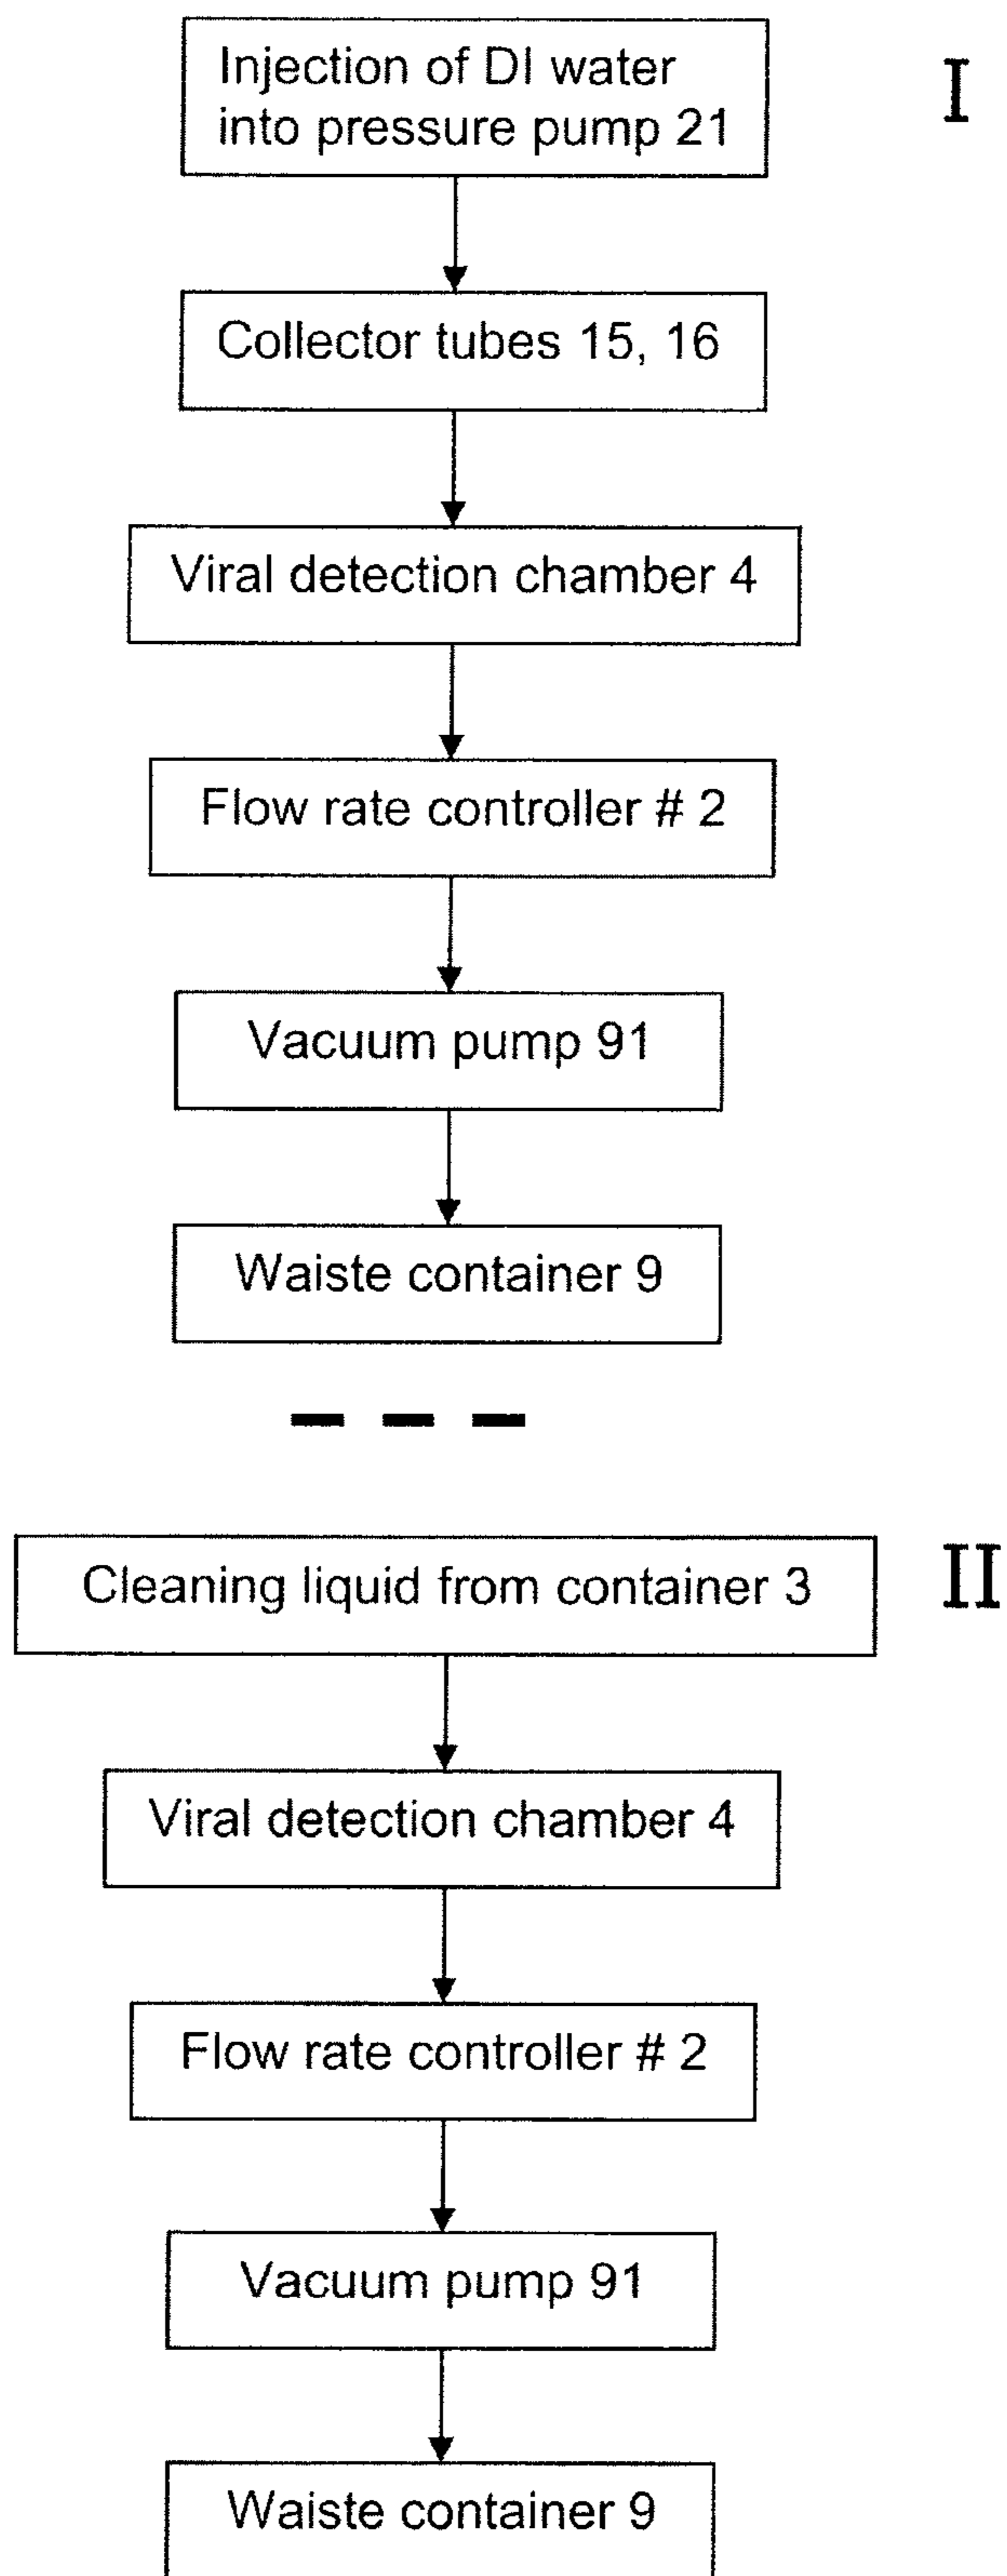 Injection of DI water
into pressure pump 21
I
Collector tubes 15, 16
Viral detection chamber 4
Flow rate controller # 2
Vacuum pump 91
Waiste container 9
Cleaning liquid from container 3
II
Viral detection chamber 4
Flow rate controller # 2
Vacuum pump 91
Waiste container 9